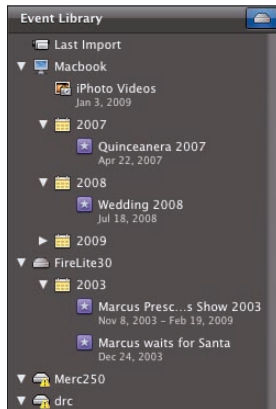 Event Library
Last Import
Macbook
iPhoto Videos
Jan 3, 2009
2007
Quinceanera 2007
Apr 22, 2007
2008
Wedding 2008
Jul 18, 2008
2009
FireLite30
2003
Marcus Presc...s Show 2003
Nov 8, 2003 – Feb 19, 2009
Marcus waits for Santa
Dec 24, 2003
Merc250
drc